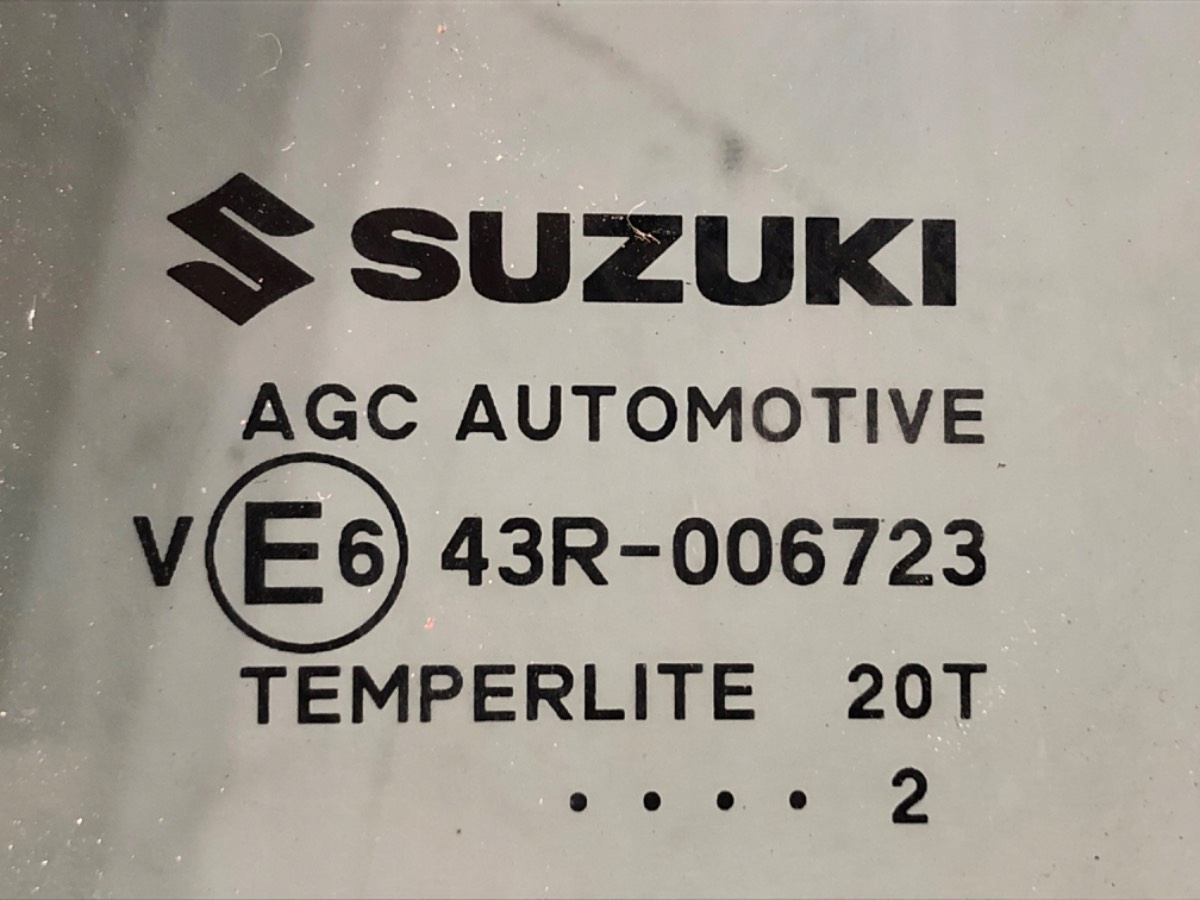 SUZUKI
AGC AUTOMOTIVE
V E6 43R-006723
TEMPERLITE 20T
.... 2